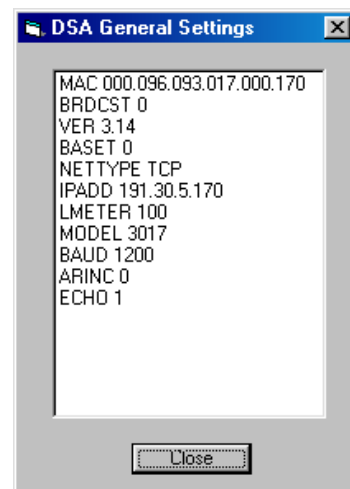 DSA General Settings
MAC 000.096.093.017.000.170
BRDCST 0
VER 3.14
BASET 0
NETTYPE TCP
IPADD 191.30.5.170
LMETER 100
MODEL 3017
BAUD 1200
ARINC 0
ECHO 1
Close